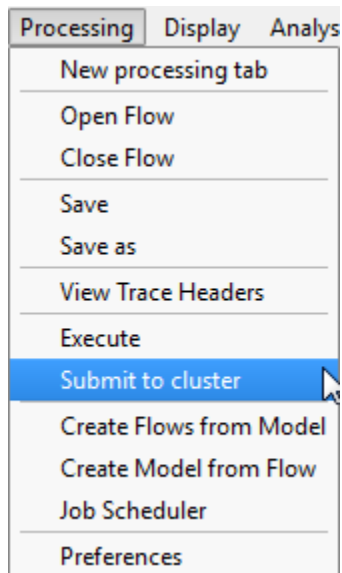 Processing Display Analys
New processing tab
Open Flow
Close Flow
Save
Save as
View Trace Headers
Execute
Submit to cluster
Create Flows from Model
Create Model from Flow
Job Scheduler
Preferences